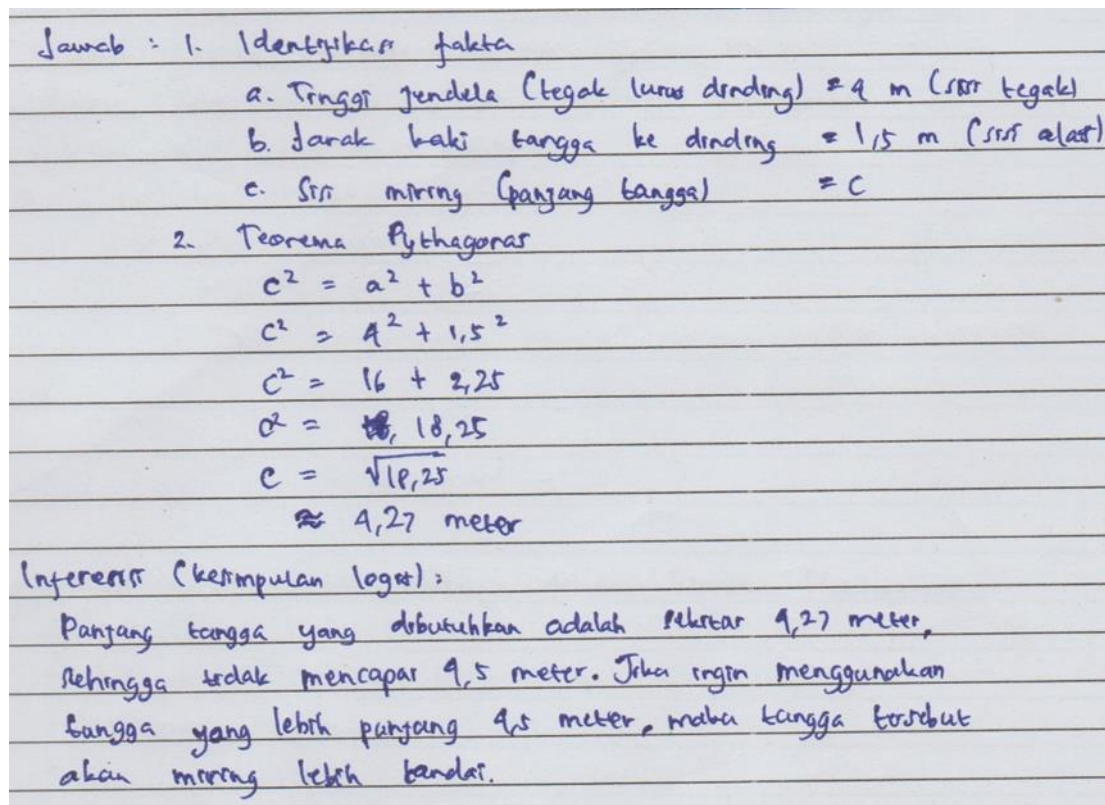 Jawab : 1. Identifikasi fakta
a. Tinggi jendela (tegak lurus dinding) = 4 m (sisi tegak)
b. Jarak kaki tangga ke dinding = 1,5 m (sisi alas)
c. Sisi miring (panjang tangga) = c
2. Teorema Pythagoras
c² = a² + b²
c² = 4² + 1,5²
c² = 16 + 2,25
c² = 18,25
c = √18,25
≈ 4,27 meter
Inferensi (kesimpulan logis) :
Panjang tangga yang dibutuhkan adalah sekitar 4,27 meter,
sehingga tidak mencapai 4,5 meter. Jika ingin menggunakan
tangga yang lebih panjang 4,5 meter, maka tangga tersebut
akan miring lebih landai.